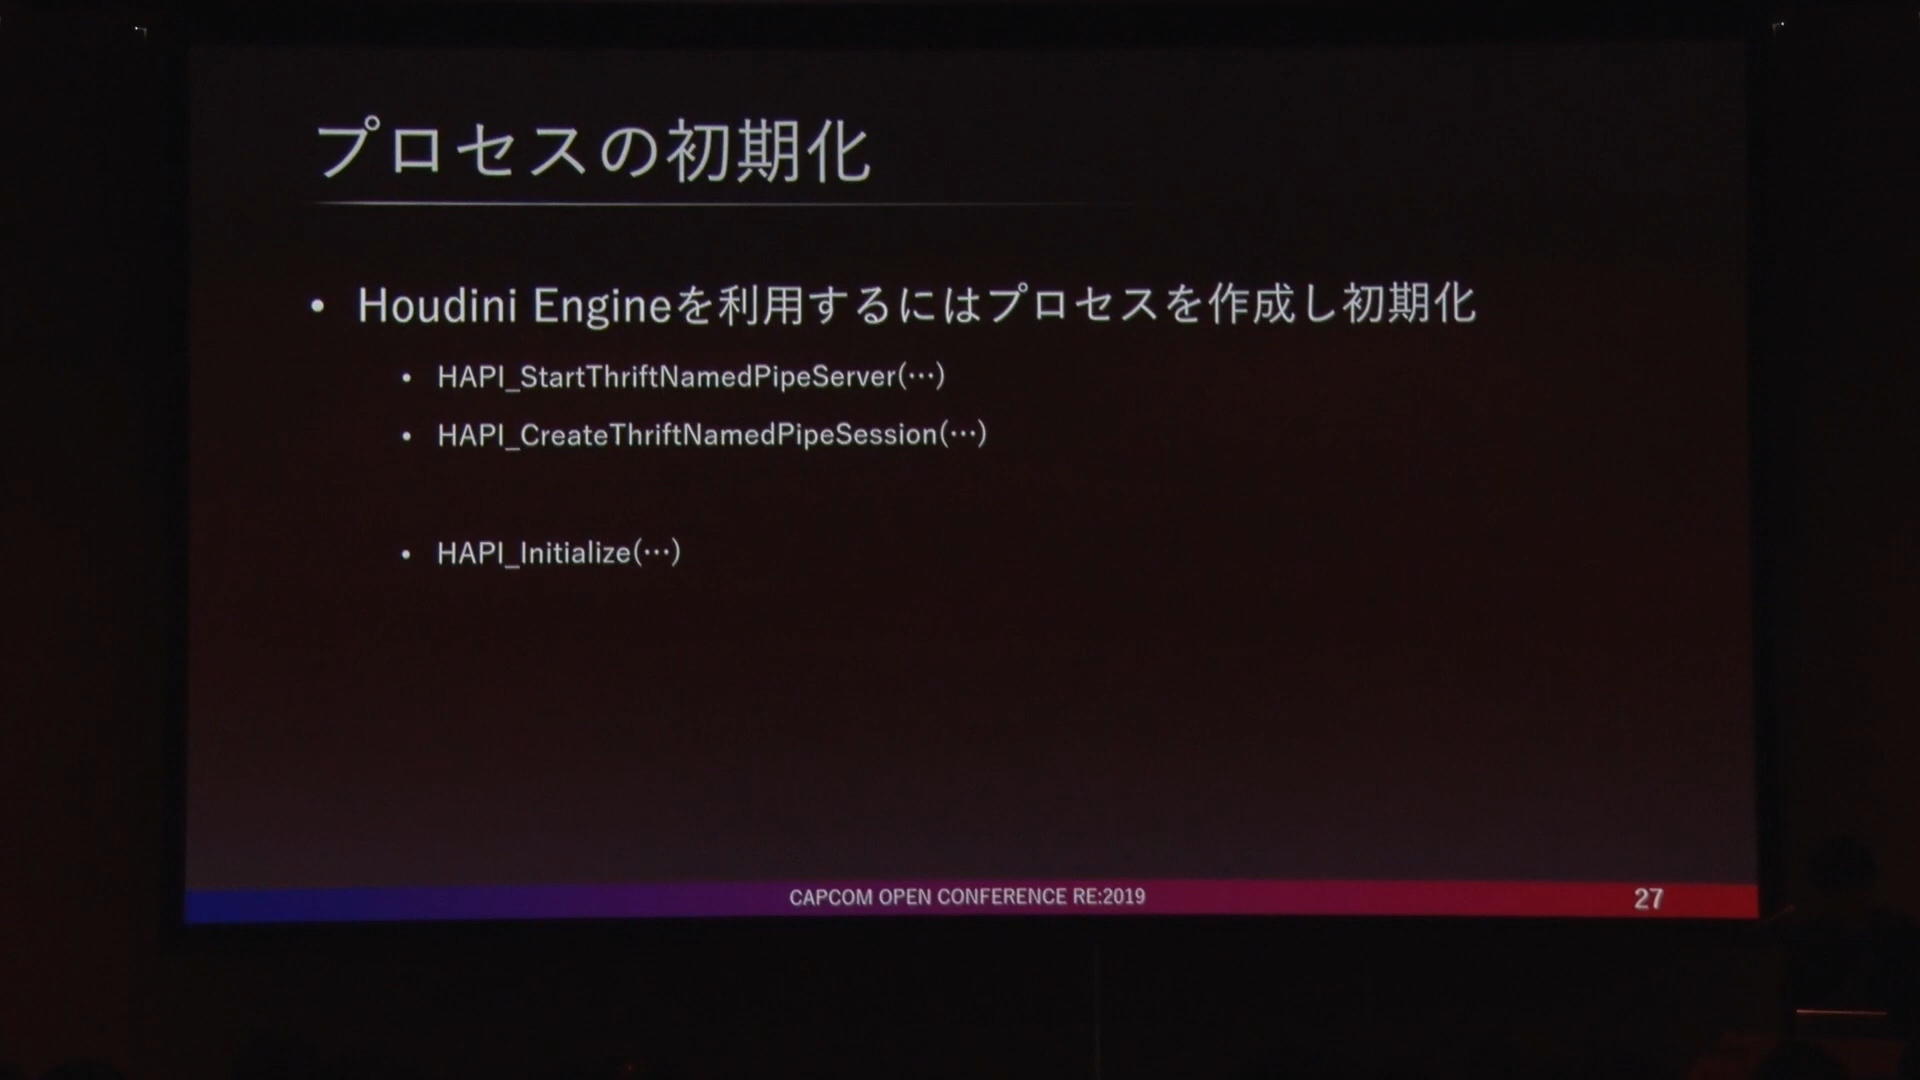 プロセスの初期化
• Houdini Engineを利用するにはプロセスを作成し初期化
• HAPI_StartThriftNamedPipeServer(…)
• HAPI_CreateThriftNamedPipeSession(…)
• HAPI_Initialize(…)
CAPCOM OPEN CONFERENCE RE:2019
27